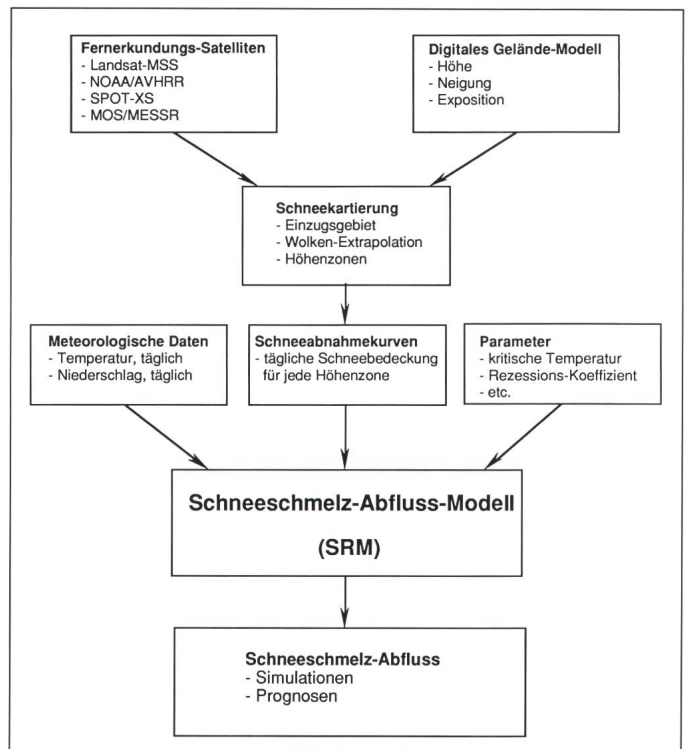 Fernerkundungs-Satelliten
- Landsat-MSS
- NOAA/AVHRR
- SPOT-XS
- MOS/MESSR
Digitales Gelände-Modell
- Höhe
- Neigung
- Exposition
Schneekartierung
- Einzugsgebiet
- Wolken-Extrapolation
- Höhenzonen
Meteorologische Daten
- Temperatur, täglich
- Niederschlag, täglich
Schneeabnahmekurven
- tägliche Schneebedeckung
für jede Höhenzone
Parameter
- kritische Temperatur
- Rezessions-Koeffizient
- etc.
Schneeschmelz-Abfluss-Modell
(SRM)
Schneeschmelz-Abfluss
- Simulationen
- Prognosen